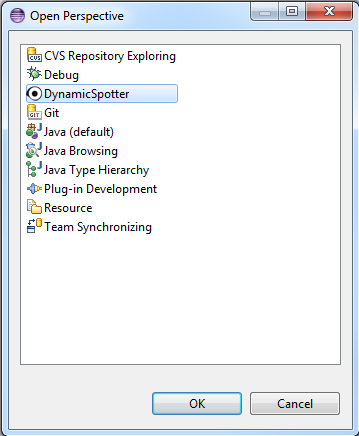 Open Perspective
CVS Repository Exploring
Debug
DynamicSpotter
Git
Java (default)
Java Browsing
Java Type Hierarchy
Plug-in Development
Resource
Team Synchronizing
OK
Cancel